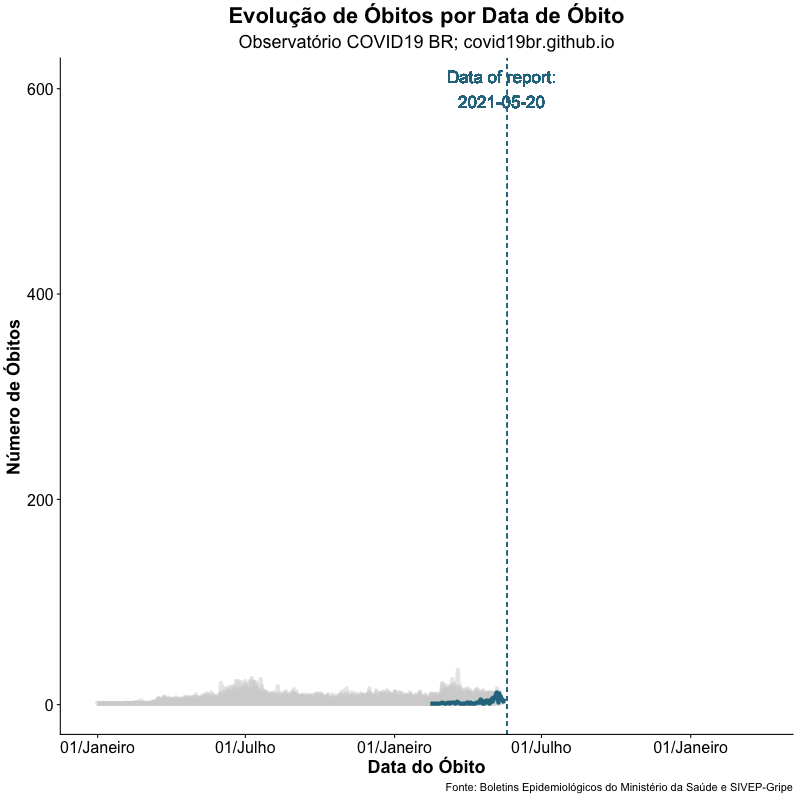 Evolução de Óbitos por Data de Óbito
Observatório COVID19 BR; covid19br.github.io
Data of report:
2021-05-20
600
400
200
0
Número de Óbitos
01/Janeiro
01/Julho
01/Janeiro
01/Julho
01/Janeiro
Data do Óbito
Fonte: Boletins Epidemiológicos do Ministério da Saúde e SIVEP-Gripe